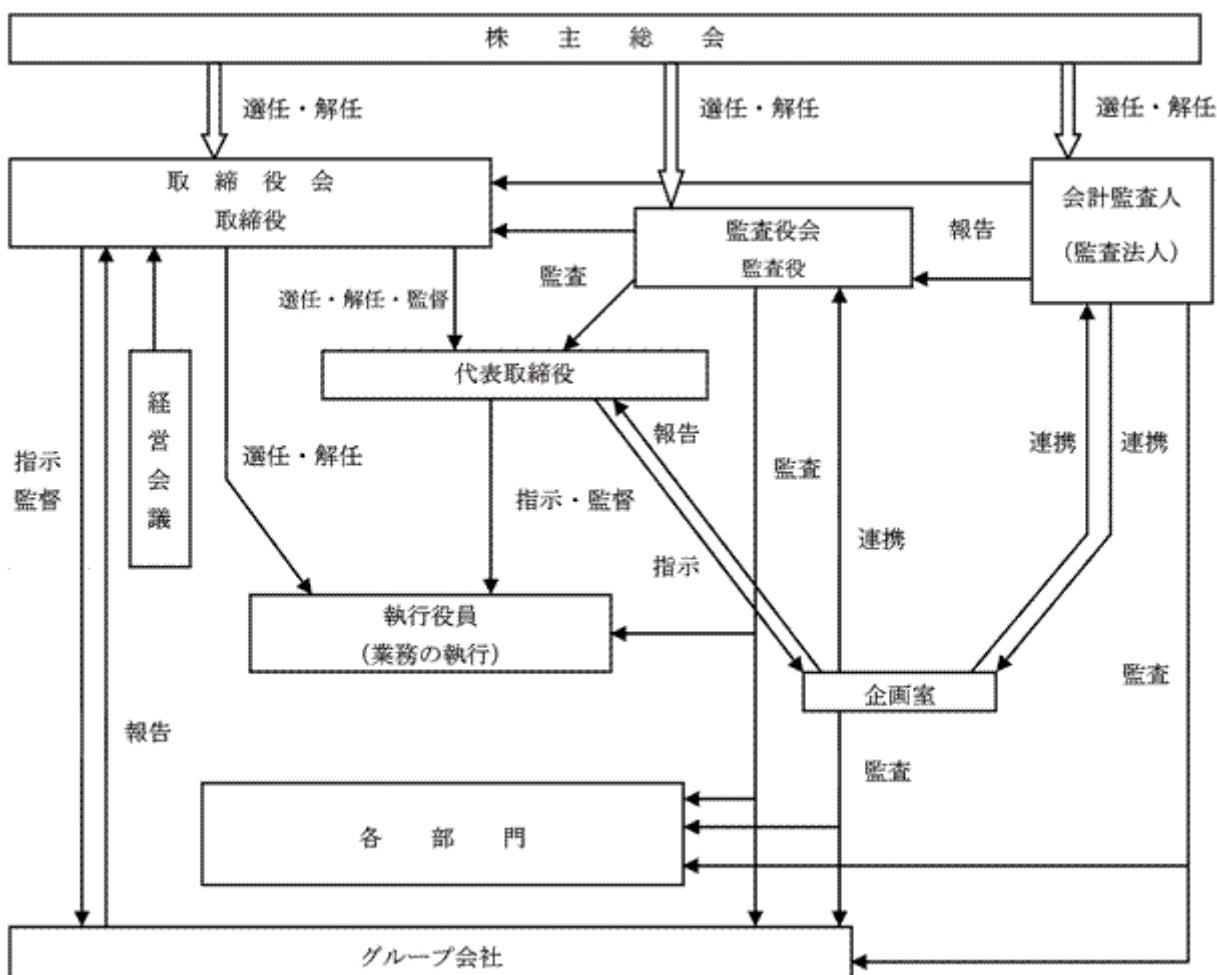 株主総会
選任・解任
選任・解任
選任・解任
取締役会
取締役
監査役会
監査役
会計監査人
(監査法人)
報告
監査
選任・解任・監督
代表取締役
経営会議
指示
監督
選任・解任
指示・監督
報告
監査
連携
連携
連携
指示
執行役員
(業務の執行)
企画室
監査
報告
監査
各部門
グループ会社